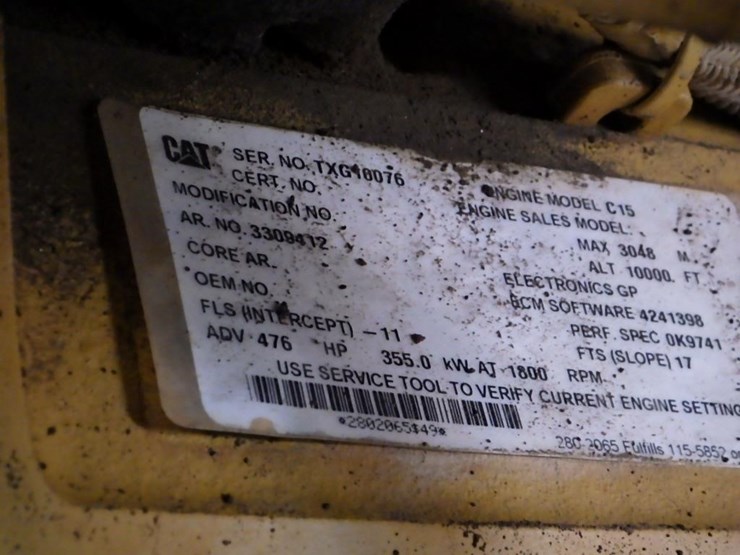 CAT SER. NO. TXG10076
CERT. NO.
MODIFICATION NO.
AR. NO. 3309412
CORE AR.
OEM NO.
FLS (INTERCEPT) -11
ADV 476 HP 355.0 kW AT 1800 RPM
ENGINE MODEL C15
ENGINE SALES MODEL:
MAX 3048 M.
ALT 10000. FT
ELECTRONICS GP
ECM SOFTWARE 4241398
PERF. SPEC 0K9741
FTS (SLOPE) 17
USE SERVICE TOOL TO VERIFY CURRENT ENGINE SETTING
*2802065$49*
280-2065 Fulfills 115-5852